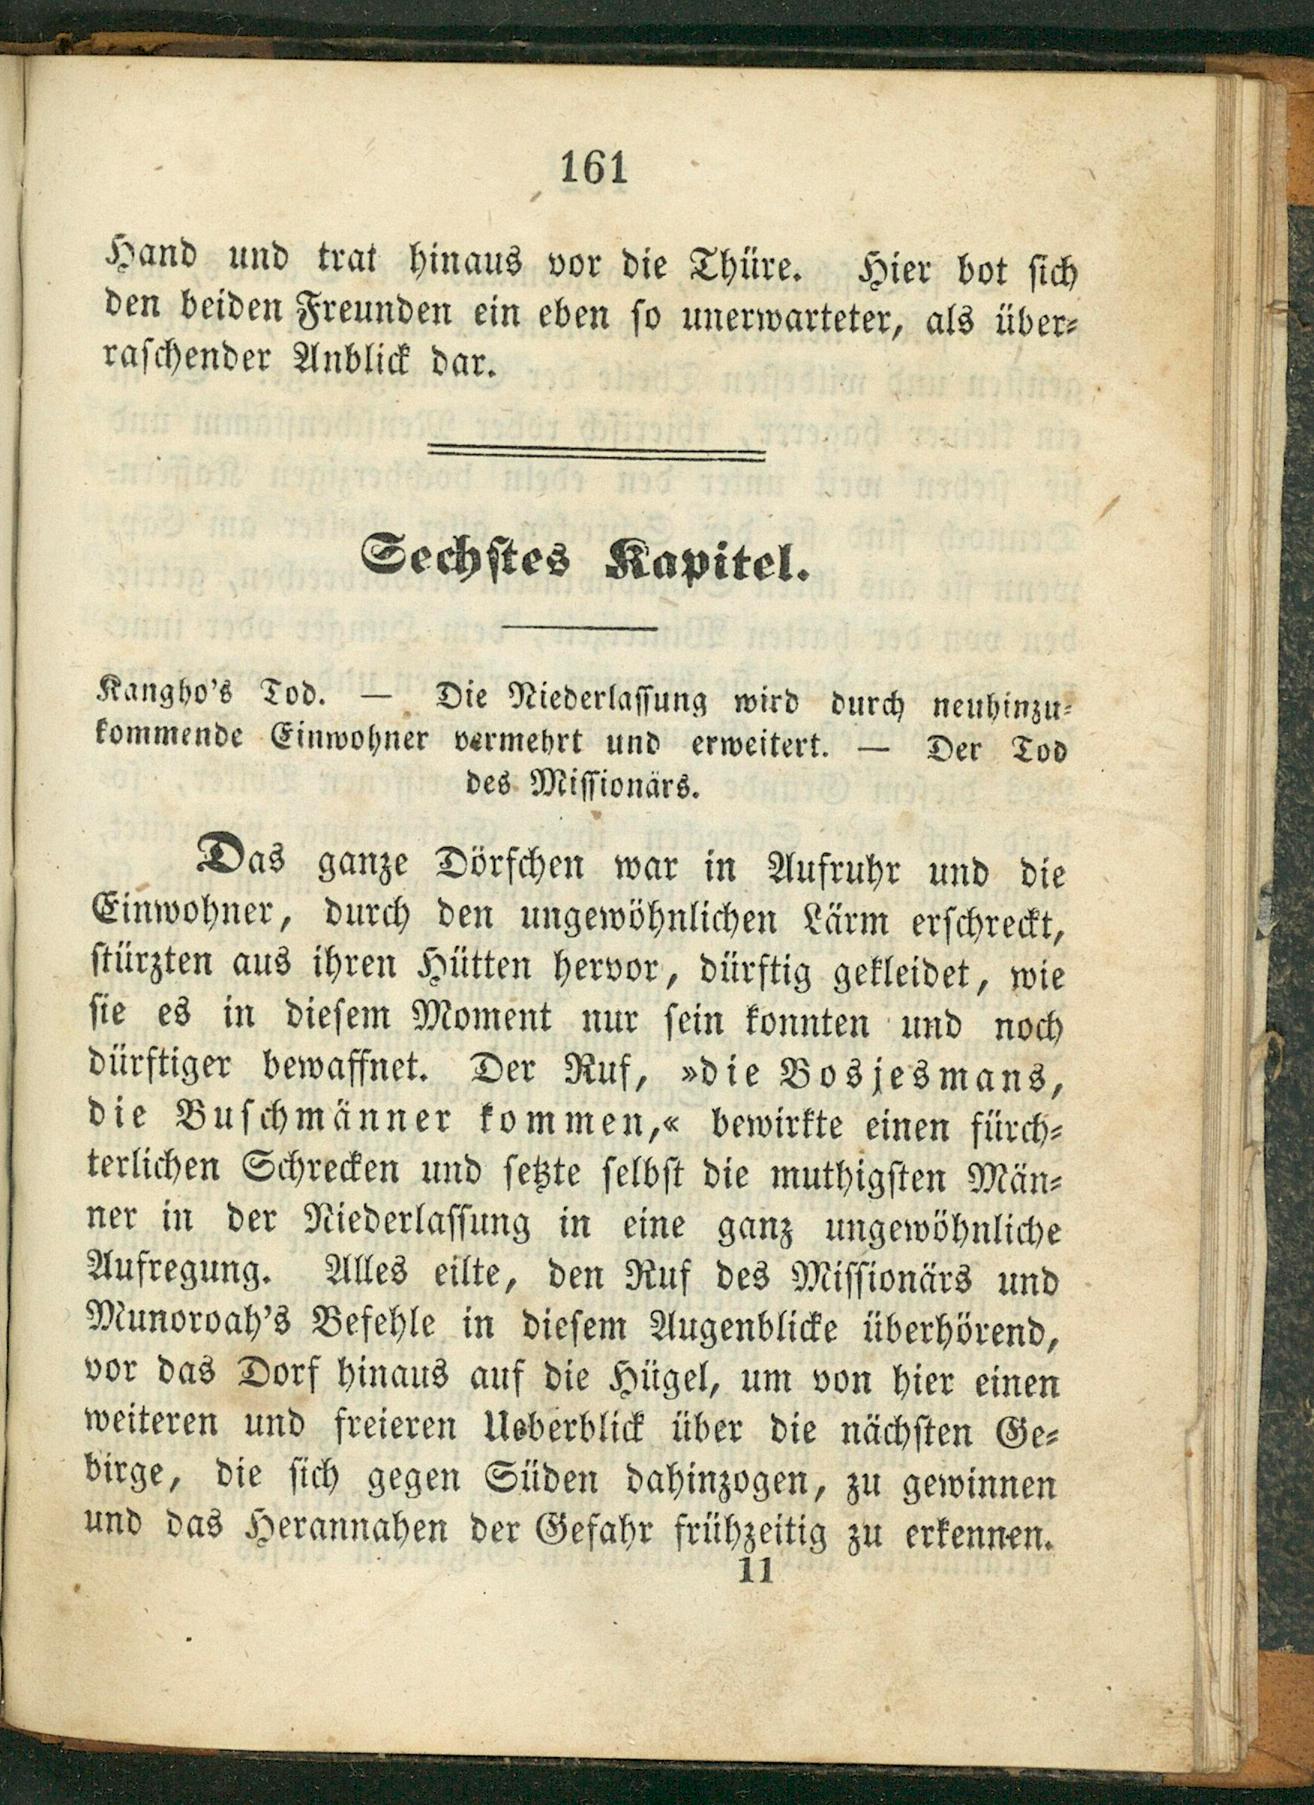 161
Hand und trat hinaus vor die Thüre. Hier bot sich
den beiden Freunden ein eben so unerwarteter, als über-
raschender Anblick dar.
Sechstes Kapitel.
Kangho's Tod. — Die Niederlassung wird durch neuhinzu-
kommende Einwohner vermehrt und erweitert. — Der Tod
des Missionärs.
Das ganze Dörfchen war in Aufruhr und die
Einwohner, durch den ungewöhnlichen Lärm erschreckt,
stürzten aus ihren Hütten hervor, dürftig gekleidet, wie
sie es in diesem Moment nur sein konnten und noch
dürftiger bewaffnet. Der Ruf, »die Bosjesmans,
die Buschmänner kommen,« bewirkte einen fürch-
terlichen Schrecken und setzte selbst die muthigsten Män-
ner in der Niederlassung in eine ganz ungewöhnliche
Aufregung. Alles eilte, den Ruf des Missionärs und
Munoroah's Befehle in diesem Augenblicke überhörend,
vor das Dorf hinaus auf die Hügel, um von hier einen
weiteren und freieren Ueberblick über die nächsten Ge-
birge, die sich gegen Süden dahinzogen, zu gewinnen
und das Herannahen der Gefahr frühzeitig zu erkennen.
11